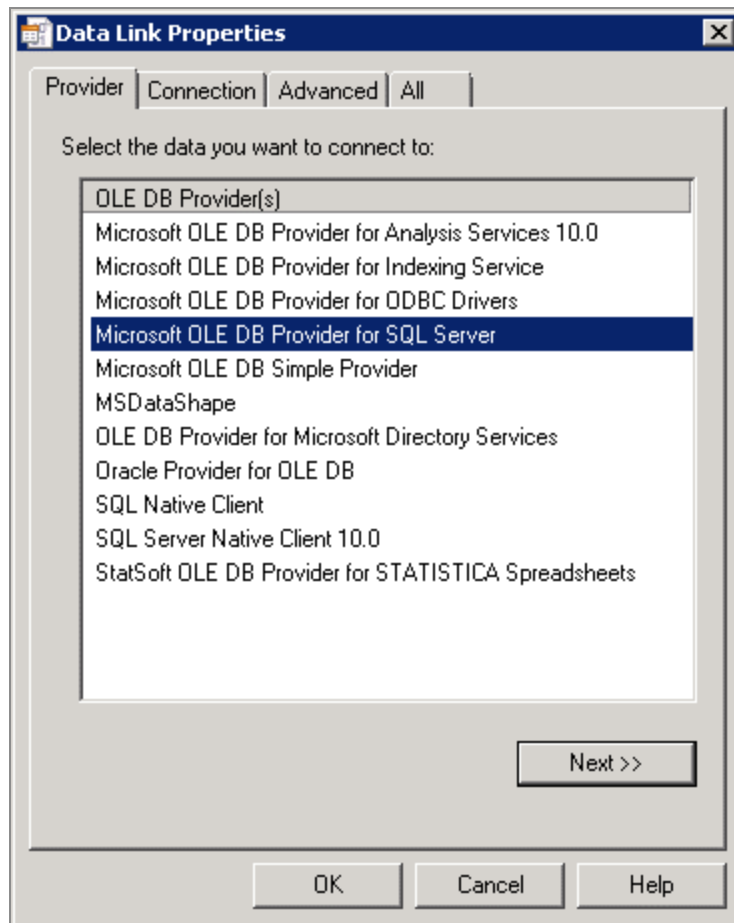 Data Link Properties
Provider Connection Advanced All
Select the data you want to connect to:
OLE DB Provider(s)
Microsoft OLE DB Provider for Analysis Services 10.0
Microsoft OLE DB Provider for Indexing Service
Microsoft OLE DB Provider for ODBC Drivers
Microsoft OLE DB Provider for SQL Server
Microsoft OLE DB Simple Provider
MSDataShape
OLE DB Provider for Microsoft Directory Services
Oracle Provider for OLE DB
SQL Native Client
SQL Server Native Client 10.0
StatSoft OLE DB Provider for STATISTICA Spreadsheets
Next >>
OK Cancel Help